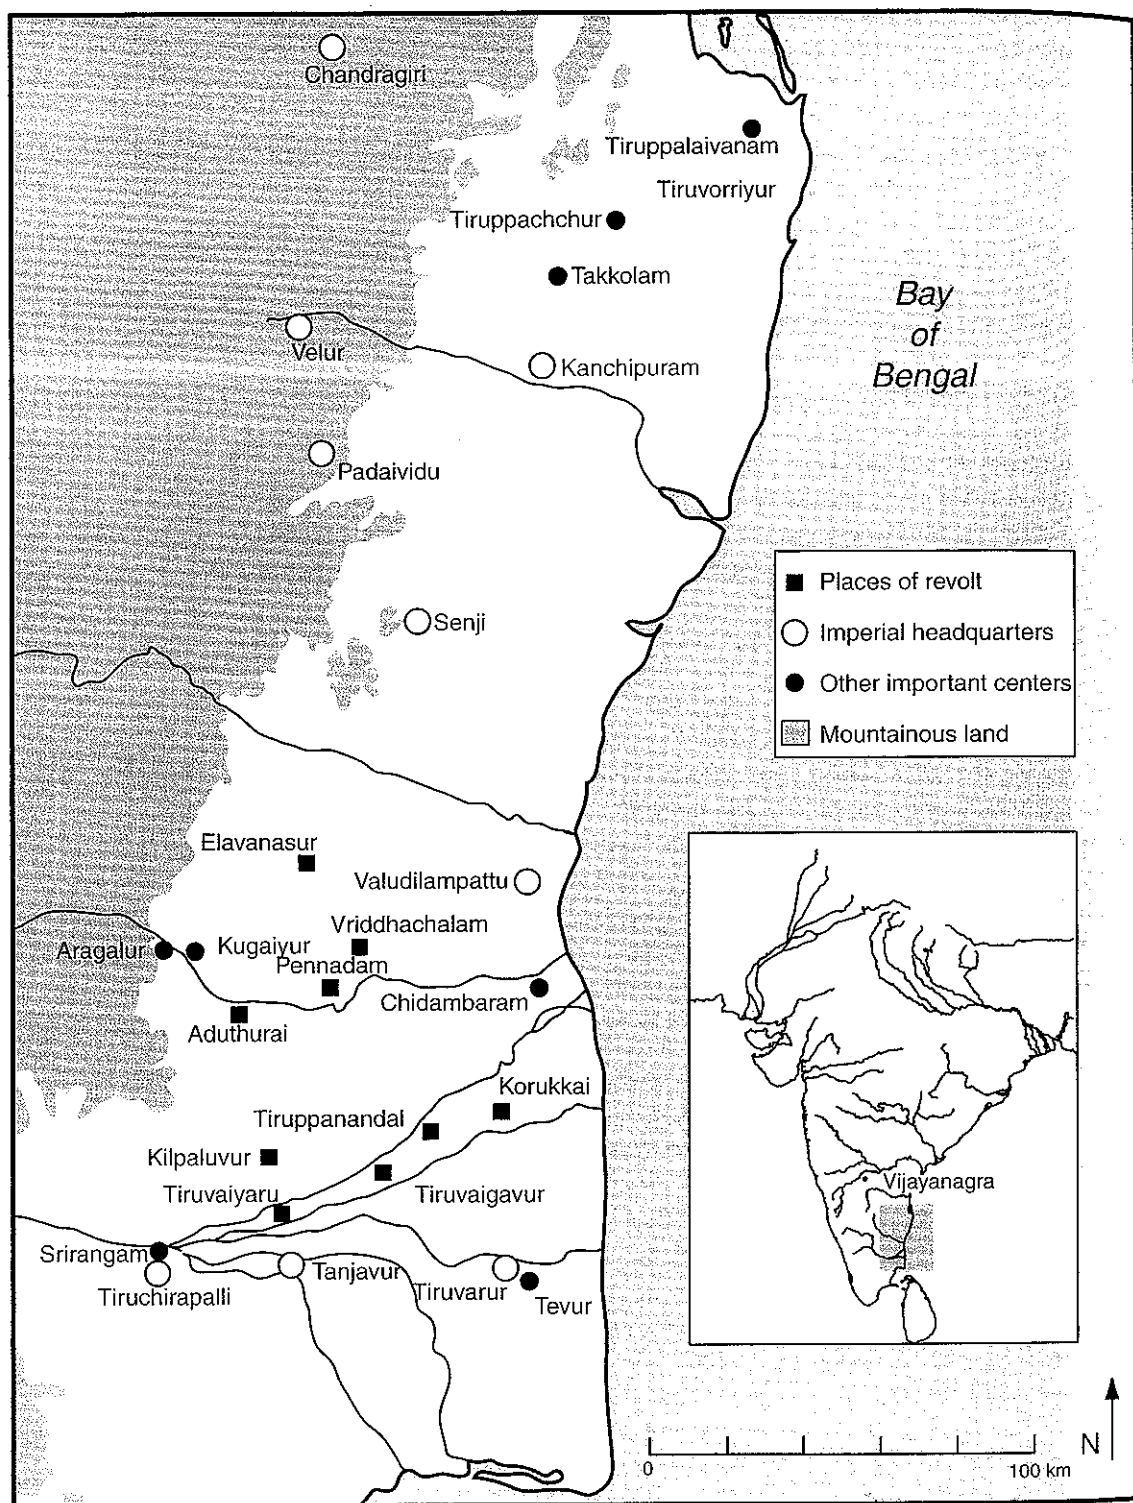 Chandragiri
Tiruppalaivanam
Tiruvorriyur
Tiruppachchur
Takkolam
Bay
of
Bengal
Velur
Kanchipuram
Padaividu
Senji
Places of revolt
Imperial headquarters
Other important centers
Mountainous land
Elavanasur
Valudilampattu
Vriddhachalam
Aragalur
Kugaiyur
Pennadam
Chidambaram
Aduthurai
Korukkai
Tiruppanandal
Kilpaluvur
Tiruvaiyaru
Tiruvaigavur
Vijayanagra
Srirangam
Tiruchirapalli
Tanjavur
Tiruvarur
Tevur
N
0
100 km